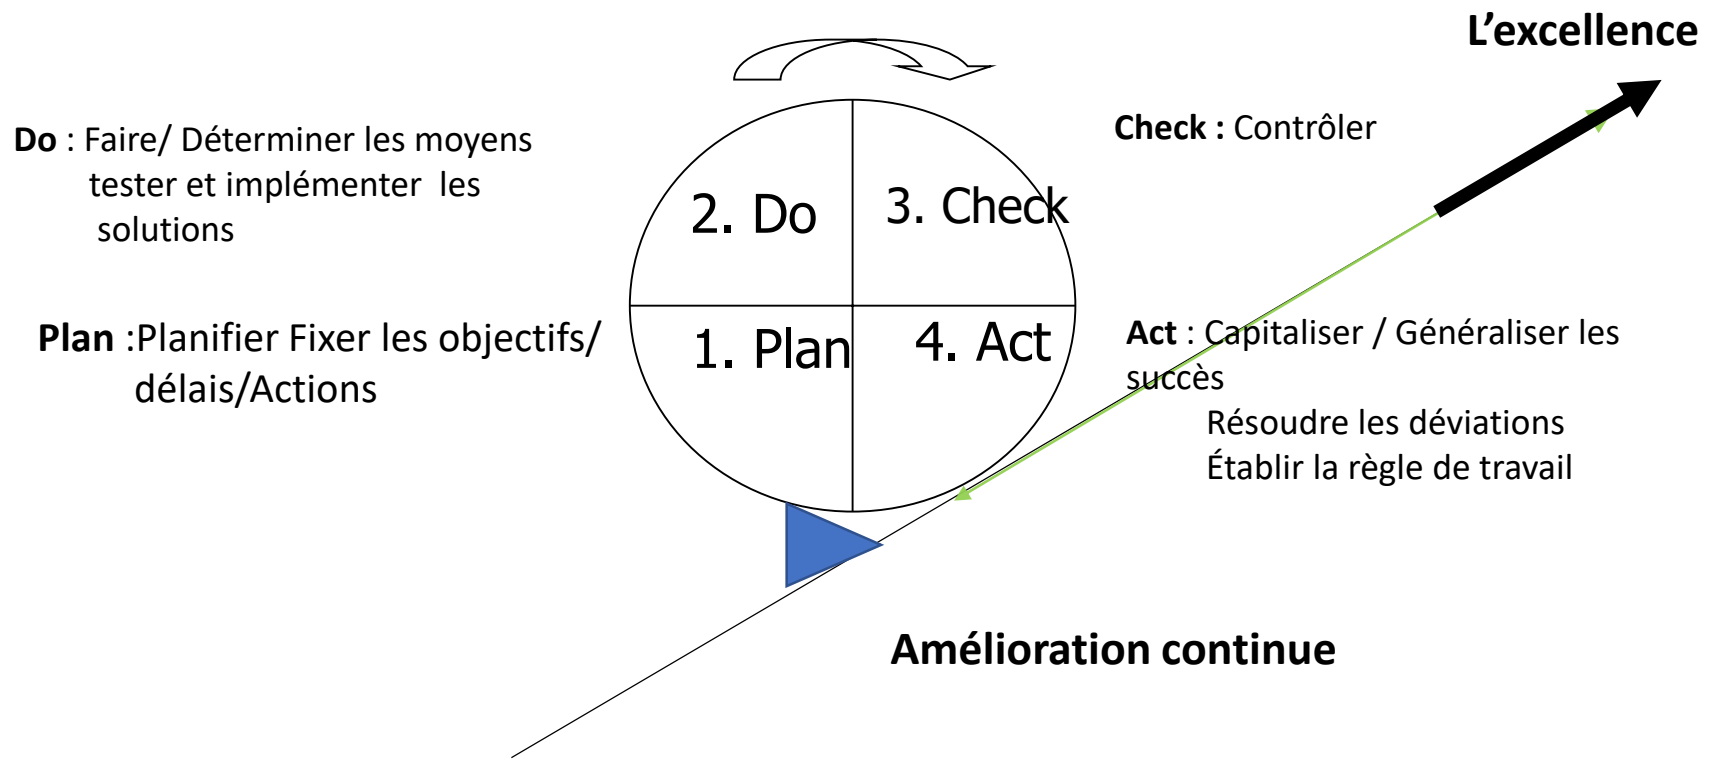 L’excellence
Do : Faire/ Déterminer les moyens
tester et implémenter les
solutions
Check : Contrôler
2. Do
3. Check
Plan :Planifier Fixer les objectifs/
délais/Actions
1. Plan
4. Act
Act : Capitaliser / Généraliser les
succès
Résoudre les déviations
Établir la règle de travail
Amélioration continue